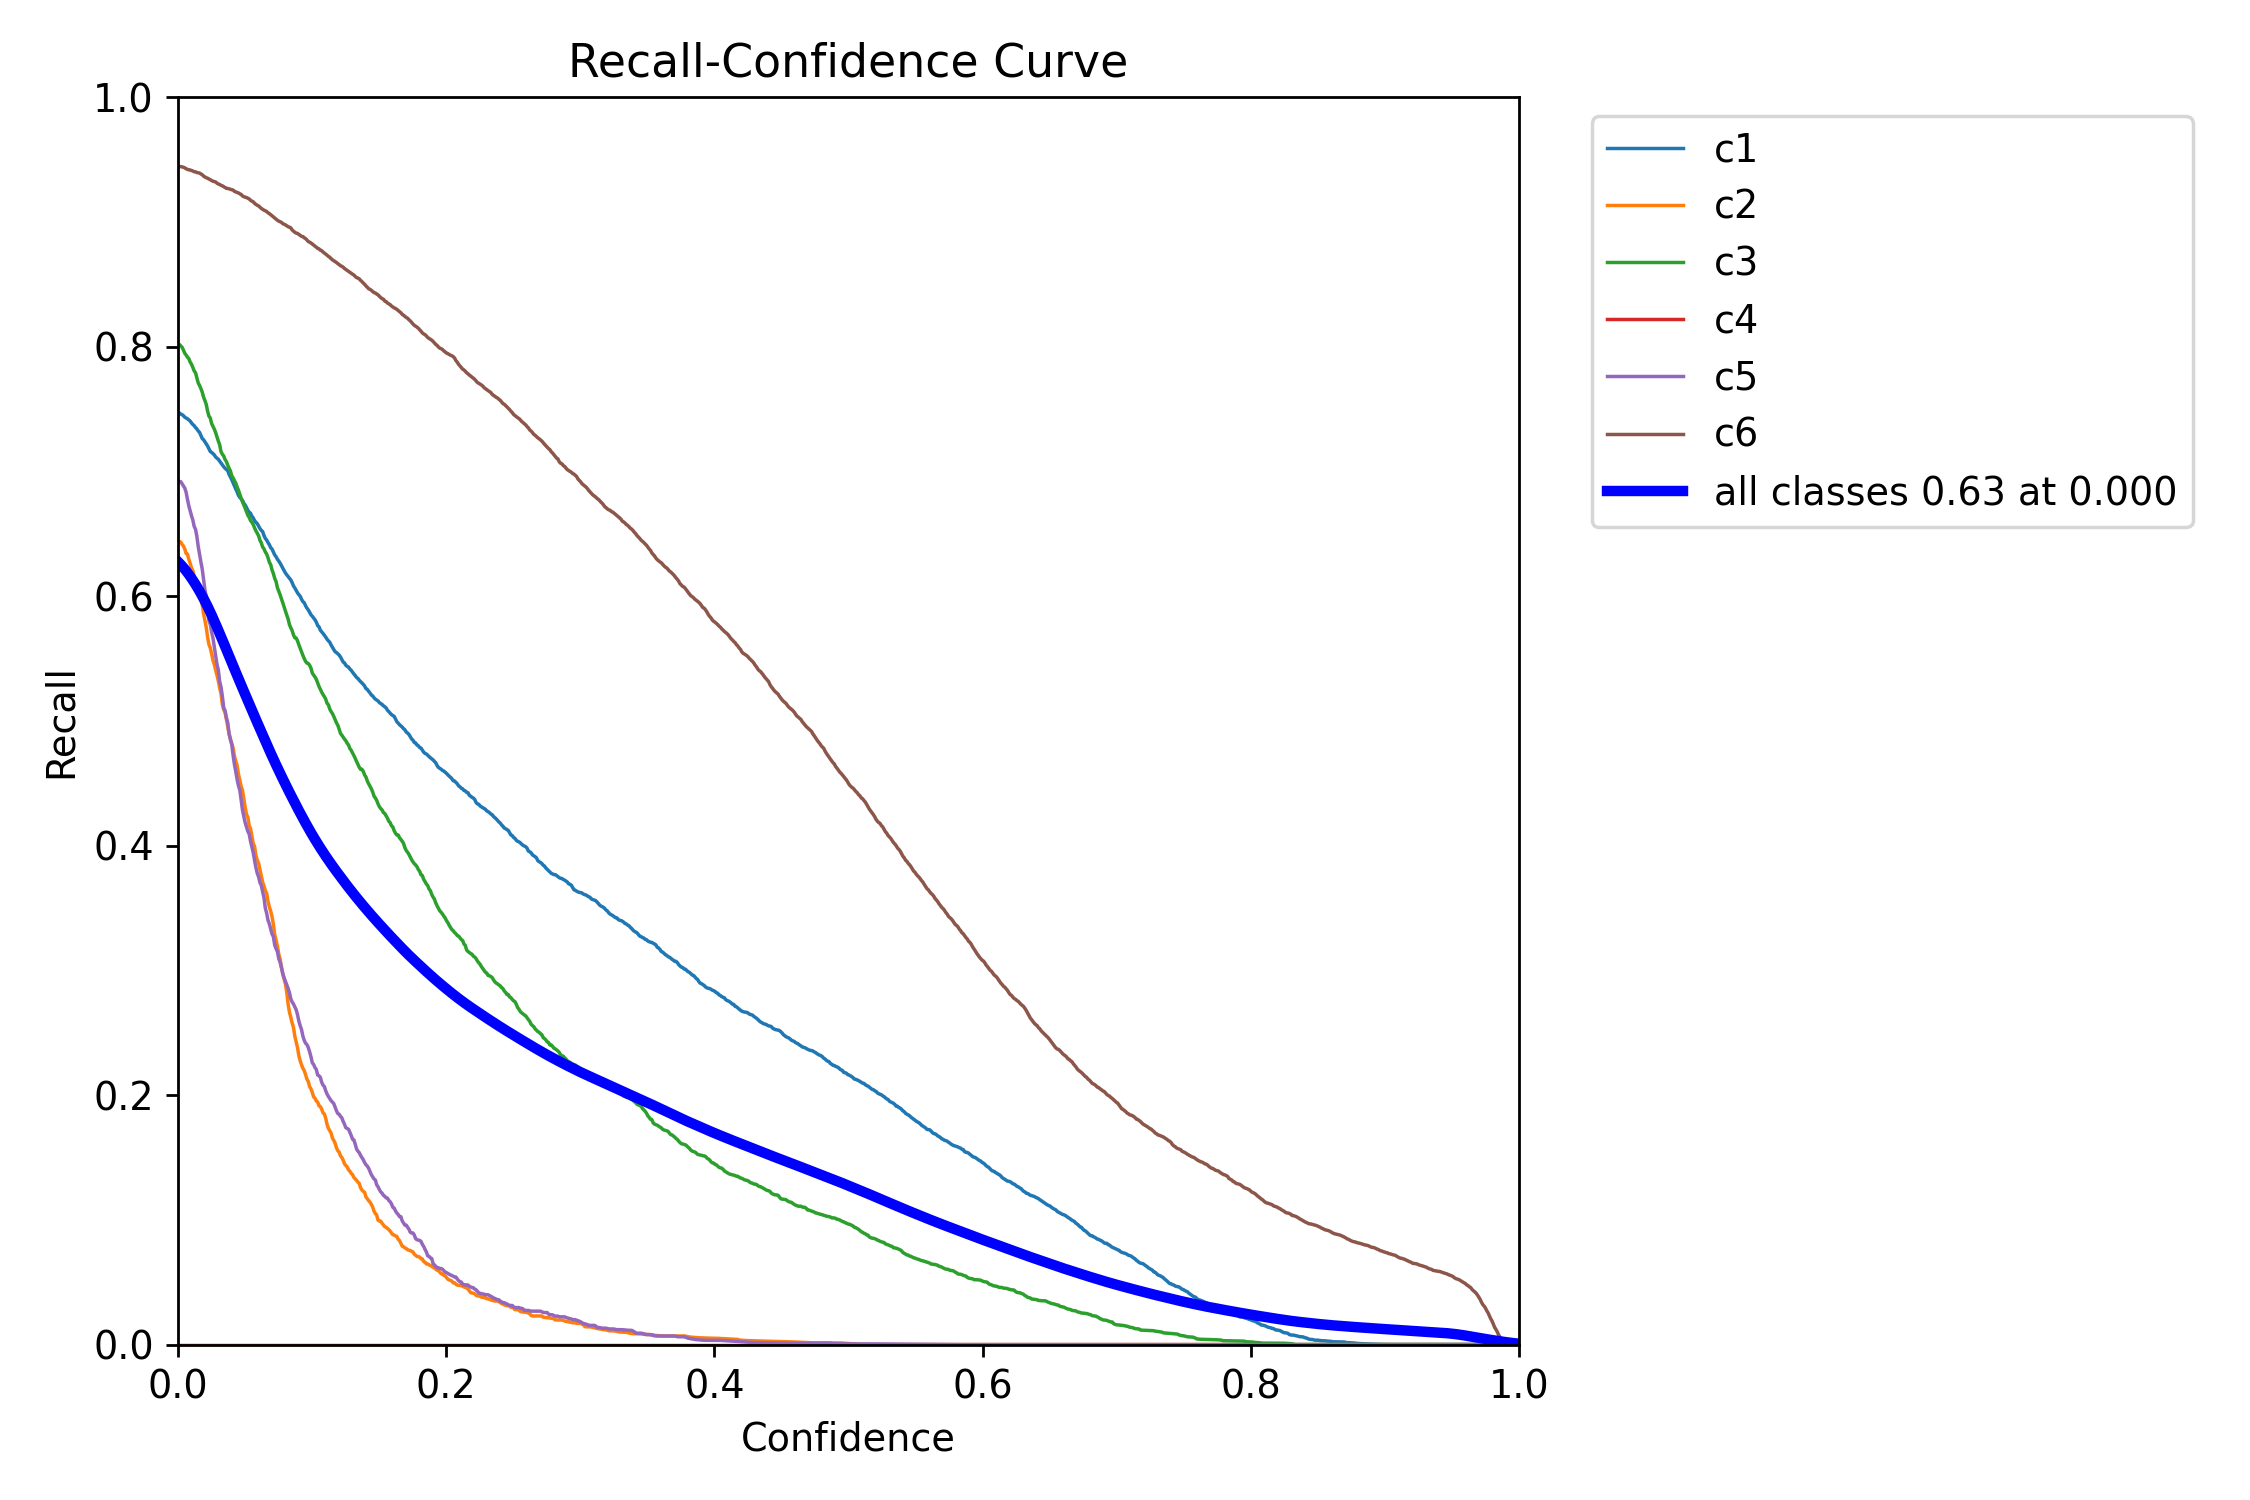 Recall-Confidence Curve
1.0
0.8
0.6
0.4
0.2
0.0
Recall
0.0 0.2 0.4 0.6 0.8 1.0
Confidence
c1
c2
c3
c4
c5
c6
all classes 0.63 at 0.000